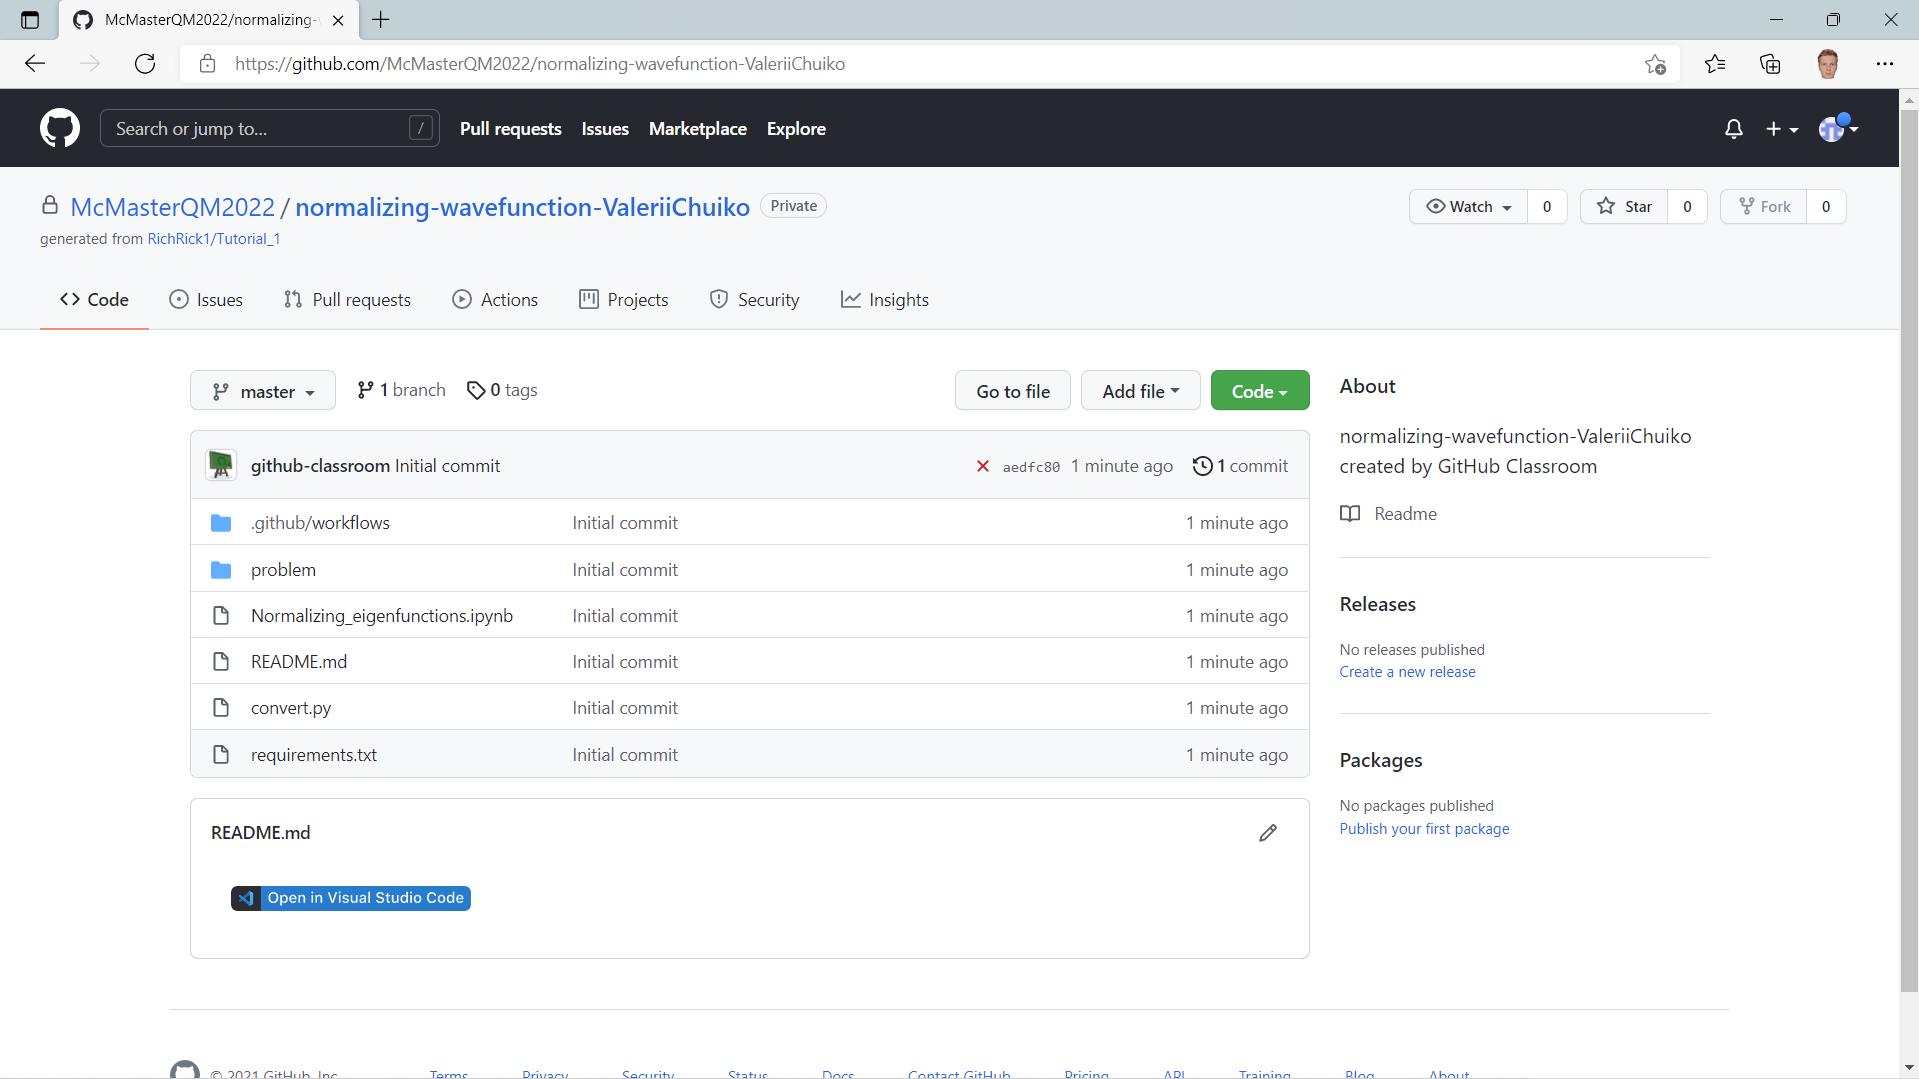 McMasterQM2022/normalizing-
https://github.com/McMasterQM2022/normalizing-wavefunction-ValeriiChuiko
Search or jump to... /
Pull requests Issues Marketplace Explore
McMasterQM2022 / normalizing-wavefunction-ValeriiChuiko Private
Watch 0 Star 0 Fork 0
generated from RichRick1/Tutorial_1
Code Issues Pull requests Actions Projects Security Insights
master 1 branch 0 tags Go to file Add file Code
github-classroom Initial commit aedfc80 1 minute ago 1 commit
.github/workflows Initial commit 1 minute ago
problem Initial commit 1 minute ago
Normalizing_eigenfunctions.ipynb Initial commit 1 minute ago
README.md Initial commit 1 minute ago
convert.py Initial commit 1 minute ago
requirements.txt Initial commit 1 minute ago
README.md
Open in Visual Studio Code
About
normalizing-wavefunction-ValeriiChuiko
created by GitHub Classroom
Readme
Releases
No releases published
Create a new release
Packages
No packages published
Publish your first package
© 2021 GitHub, Inc. Terms Privacy Security Status Docs Contact GitHub Pricing API Training Blog About